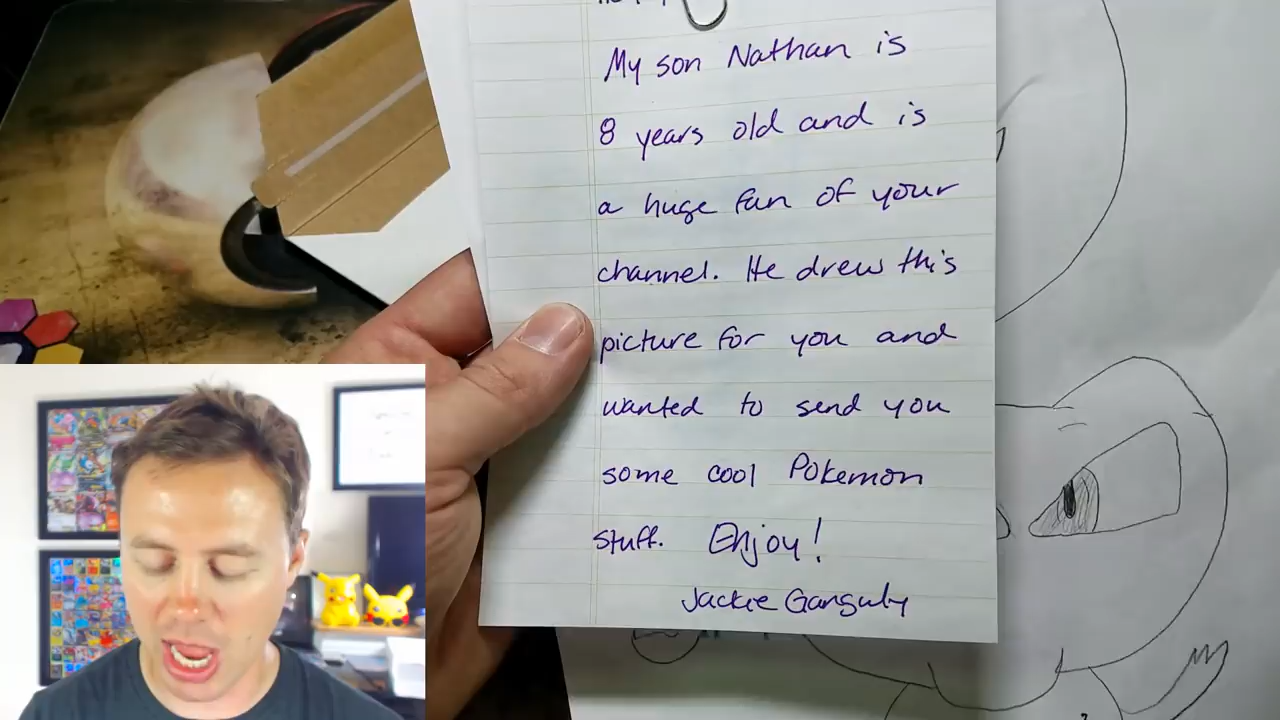 My son Nathan is
8 years old and is
a huge fan of your
channel. He drew this
picture for you and
wanted to send you
some cool Pokemon
stuff. Enjoy!
Jackie Ganguly